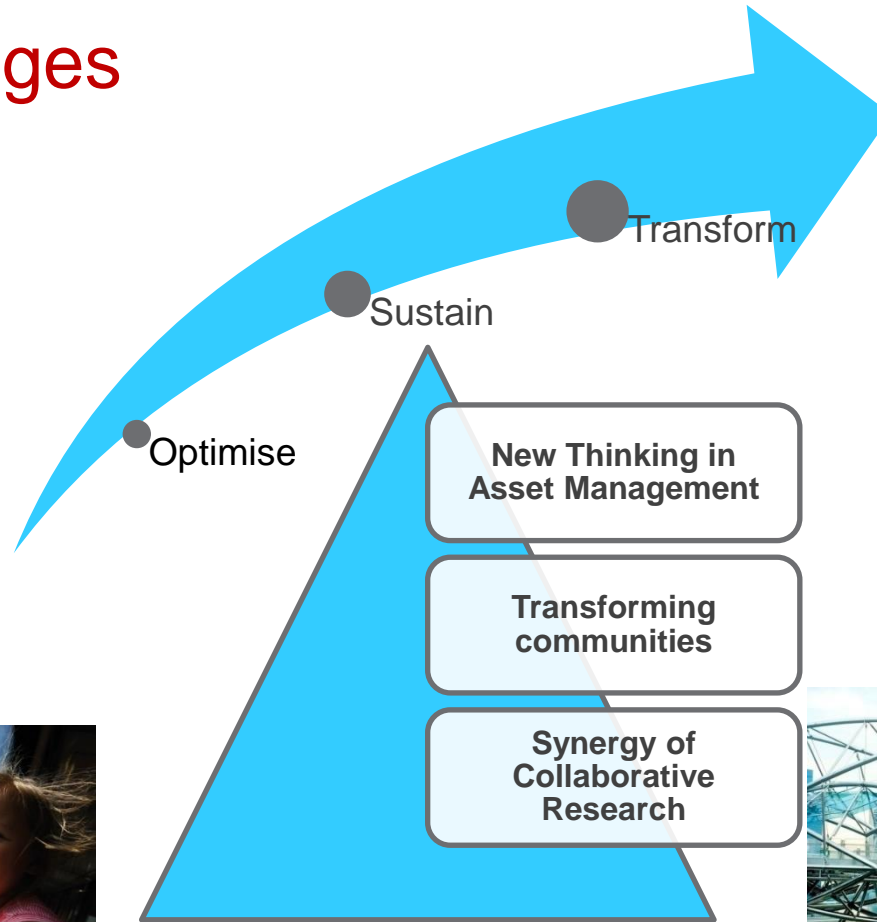 ges
Transform
Sustain
Optimise
New Thinking in
Asset Management
Transforming
communities
Synergy of
Collaborative
Research